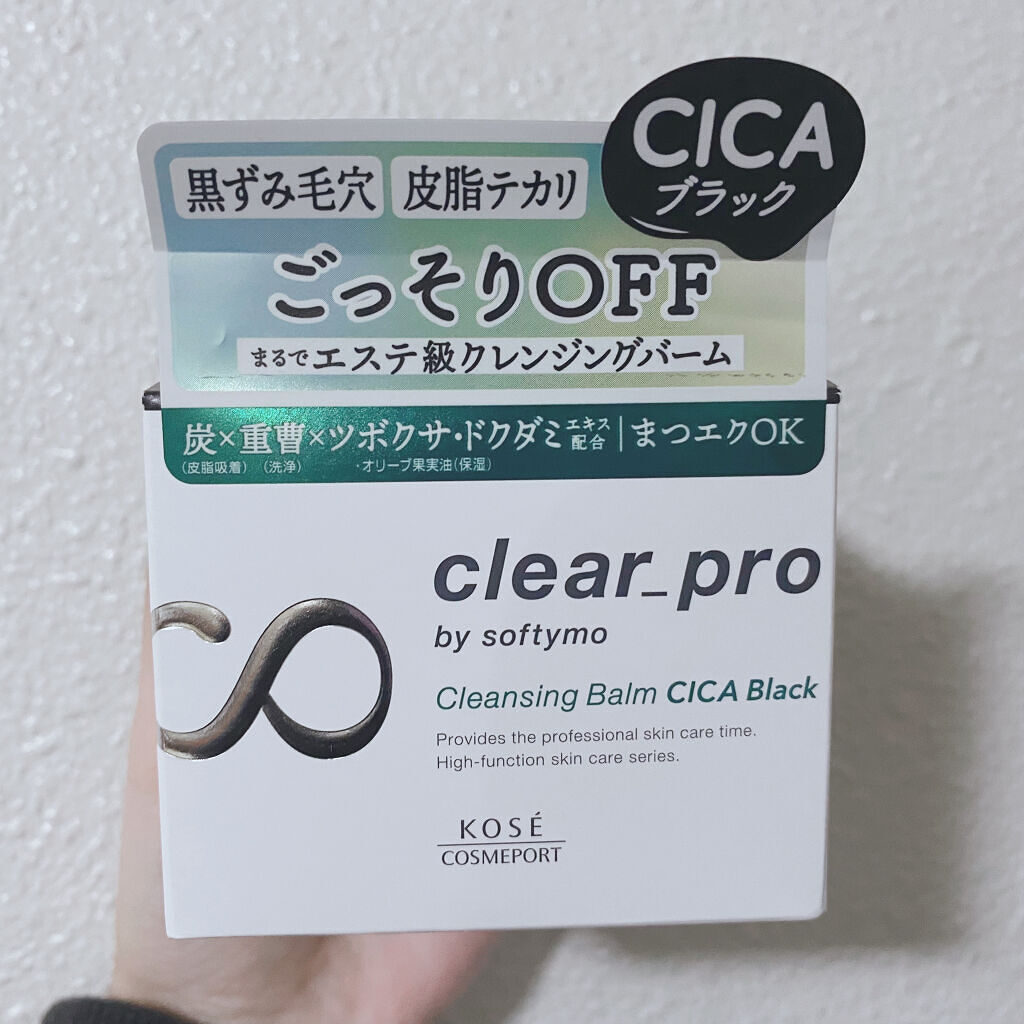 CICA
ブラック
黒ずみ毛穴 皮脂テカリ
ごっそりOFF
まるでエステ級クレンジングバーム
炭×重曹×ツボクサ・ドクダミエキス配合|まつエクOK
(皮脂吸着) (洗浄) ・オリーブ果実油(保湿)
clear_pro
by softymo
Cleansing Balm CICA Black
Provides the professional skin care time.
High-function skin care series.
KOSÉ
COSMEPORT